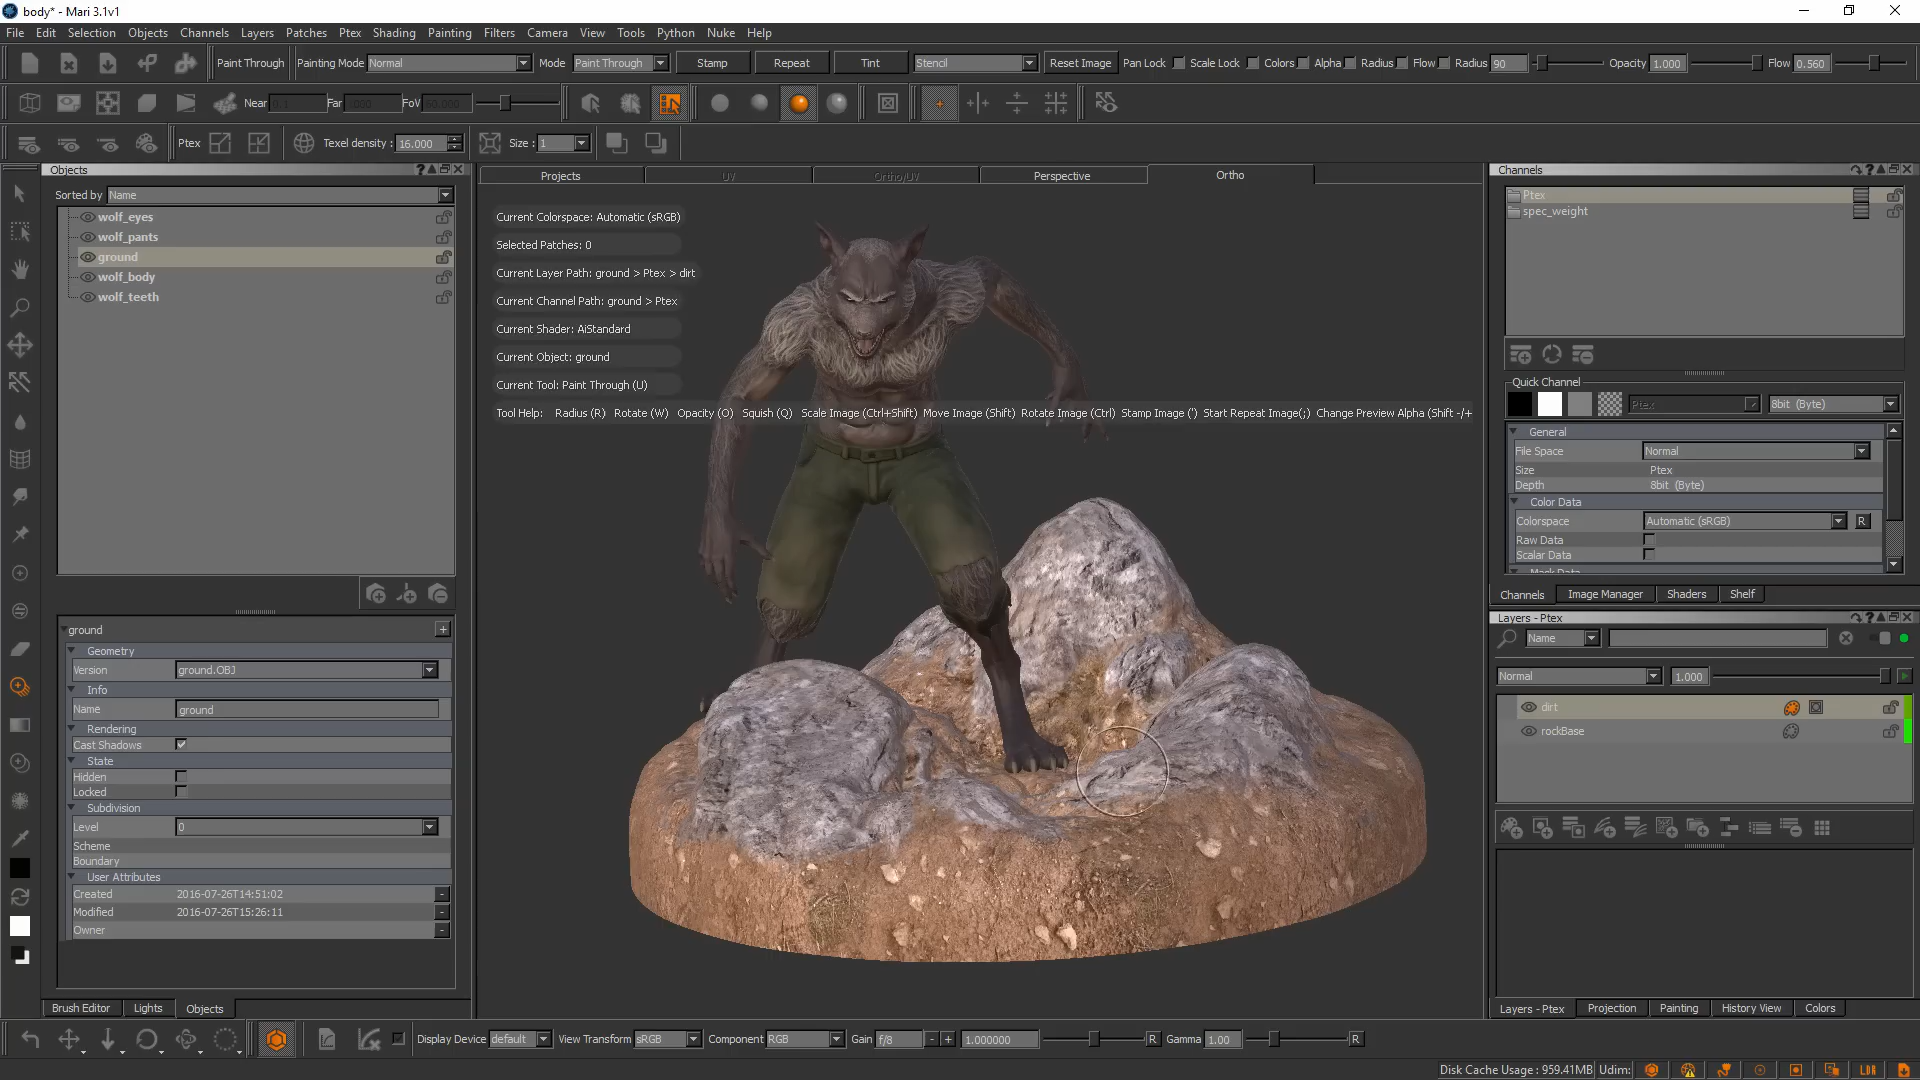 body* - Mari 3.1v1
File Edit Selection Objects Channels Layers Patches Ptex Shading Painting Filters Camera View Tools Python Nuke Help
Paint Through Painting Mode Normal Mode Paint Through Stamp Repeat Tint Stencil Reset Image Pan Lock Scale Lock Colors Alpha Radius Flow Radius 90 Opacity 1.000 Flow 0.560
Near 0.1 Far FoV
Ptex Texel density : 16.000 Size : 1
Objects
Sorted by Name
wolf_eyes
wolf_pants
ground
wolf_body
wolf_teeth
ground
Geometry
Version ground.OBJ
Info
Name ground
Rendering
Cast Shadows
State
Hidden
Locked
Subdivision
Level 0
Scheme
Boundary
User Attributes
Created 2016-07-26T14:51:02
Modified 2016-07-26T15:26:11
Owner
Brush Editor Lights Objects
Projects UV Ortho/UV Perspective Ortho
Current Colorspace: Automatic (sRGB)
Selected Patches: 0
Current Layer Path: ground > Ptex > dirt
Current Channel Path: ground > Ptex
Current Shader: AiStandard
Current Object: ground
Current Tool: Paint Through (U)
Tool Help: Radius (R) Rotate (W) Opacity (O) Squish (Q) Scale Image (Ctrl+Shift) Move Image (Shift) Rotate Image (Ctrl) Stamp Image (') Start Repeat Image(;) Change Preview Alpha (Shift -/+
Channels
Ptex
spec_weight
Quick Channel
Ptex 8bit (Byte)
General
File Space Normal
Size Ptex
Depth 8bit (Byte)
Color Data
Colorspace Automatic (sRGB) R
Raw Data
Scalar Data
Mask Data
Channels Image Manager Shaders Shelf
Layers - Ptex
Name
Normal 1.000
dirt
rockBase
Layers - Ptex Projection Painting History View Colors
Display Device default View Transform sRGB Component RGB Gain f/8 - + 1.000000 R Gamma 1.00 R
Disk Cache Usage : 959.41MB Udim: LDR